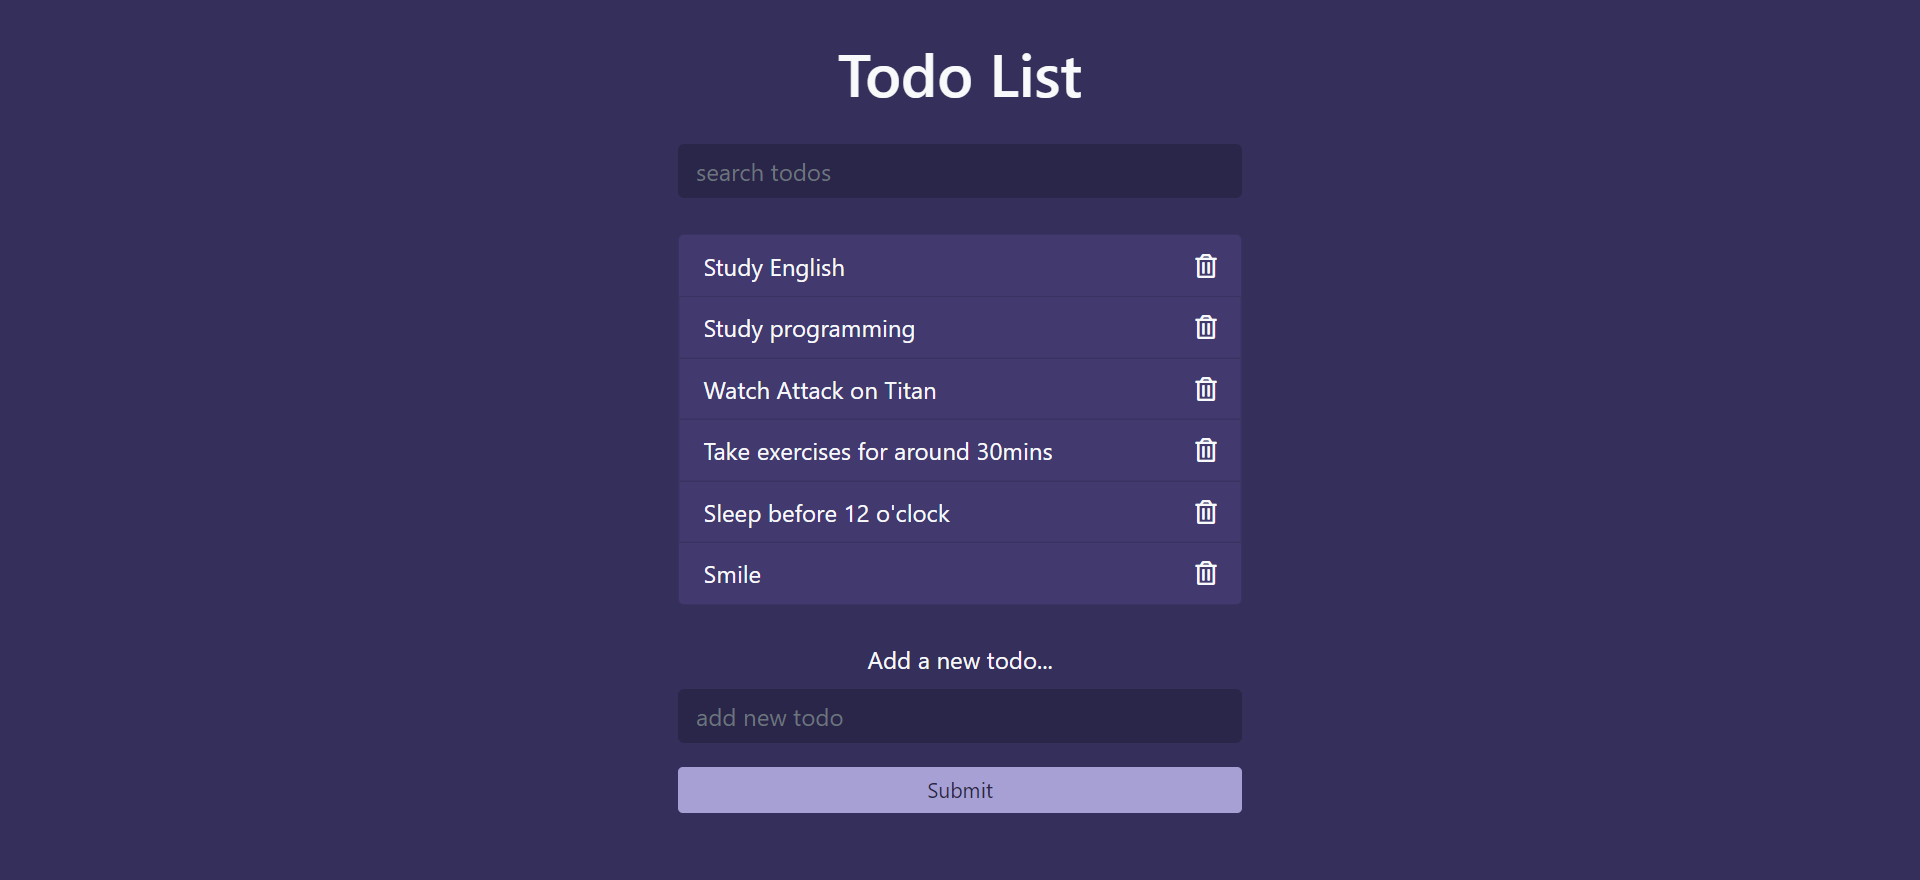 Todo List
search todos
Study English
Study programming
Watch Attack on Titan
Take exercises for around 30mins
Sleep before 12 o'clock
Smile
Add a new todo...
add new todo
Submit